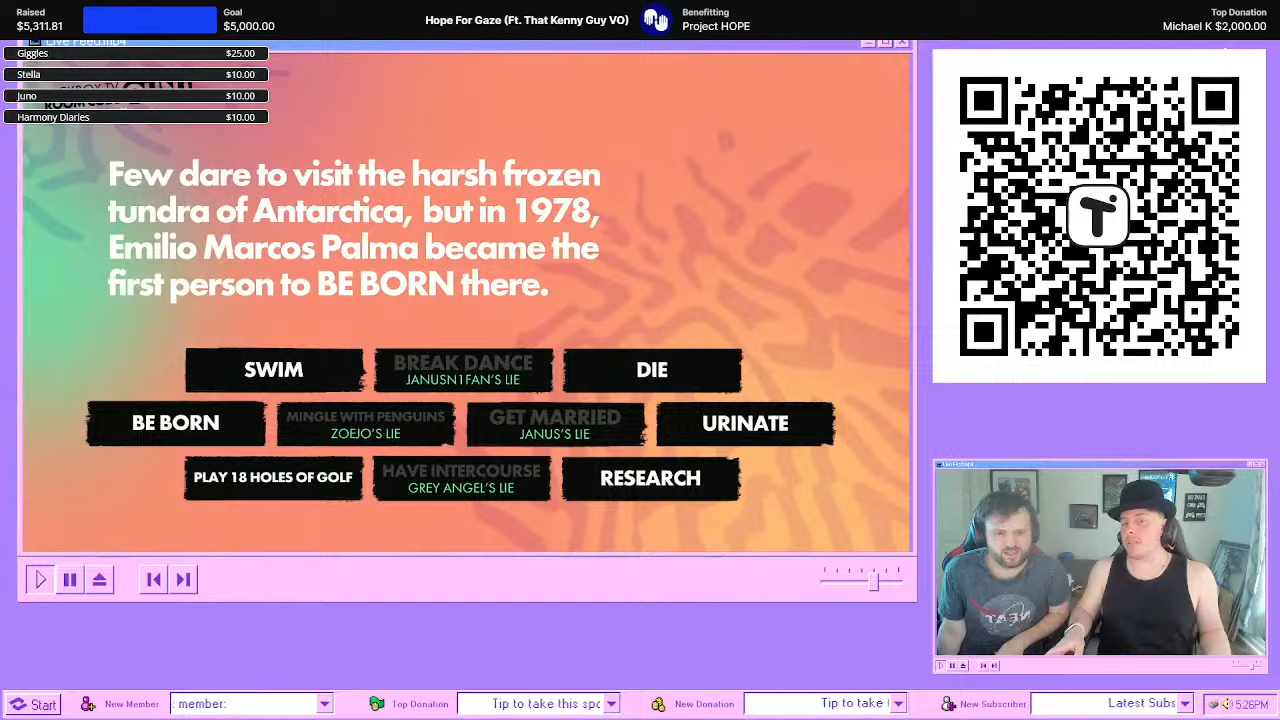 Raised
$5,311.81
Goal
$5,000.00
Hope For Gaze (Ft. That Kenny Guy VO)
Benefitting
Project HOPE
Top Donation
Michael K $2,000.00
Live Feed.mp4
Giggles $25.00
Stella $10.00
Juno $10.00
Harmony Diaries $10.00
Few dare to visit the harsh frozen
tundra of Antarctica, but in 1978,
Emilio Marcos Palma became the
first person to BE BORN there.
SWIM
BREAK DANCE
JANUSN1FAN'S LIE
DIE
BE BORN
MINGLE WITH PENGUINS
ZOEJO'S LIE
GET MARRIED
JANUS'S LIE
URINATE
PLAY 18 HOLES OF GOLF
HAVE INTERCOURSE
GREY ANGEL'S LIE
RESEARCH
T
Start
New Member
member:
Top Donation
Tip to take this spo
New Donation:
Tip to take
New Subscriber
Latest Subs
5:26PM